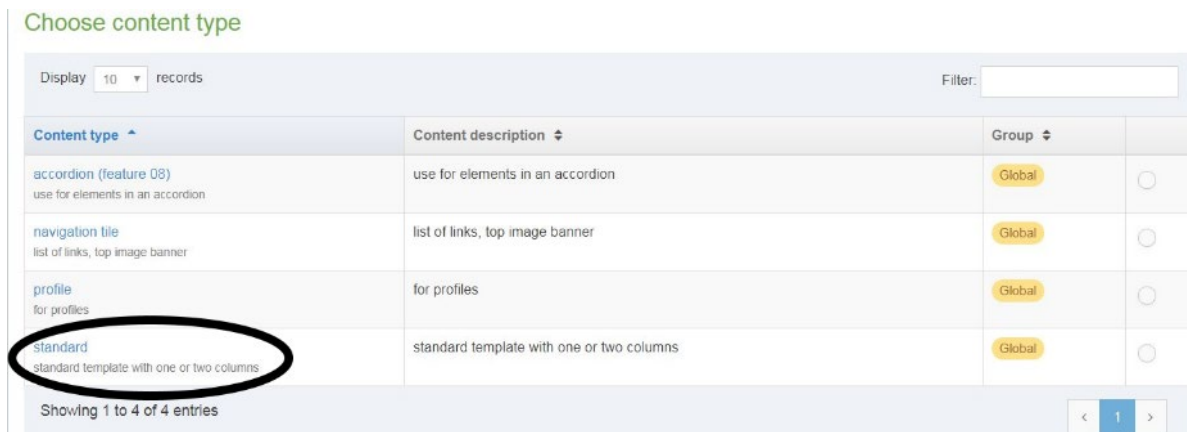 Choose content type
Display 10 records Filter:
Content type Content description Group
accordion (feature 08) use for elements in an accordion Global
use for elements in an accordion
navigation tile list of links, top image banner Global
list of links, top image banner
profile for profiles Global
for profiles
standard standard template with one or two columns Global
standard template with one or two columns
Showing 1 to 4 of 4 entries < 1 >